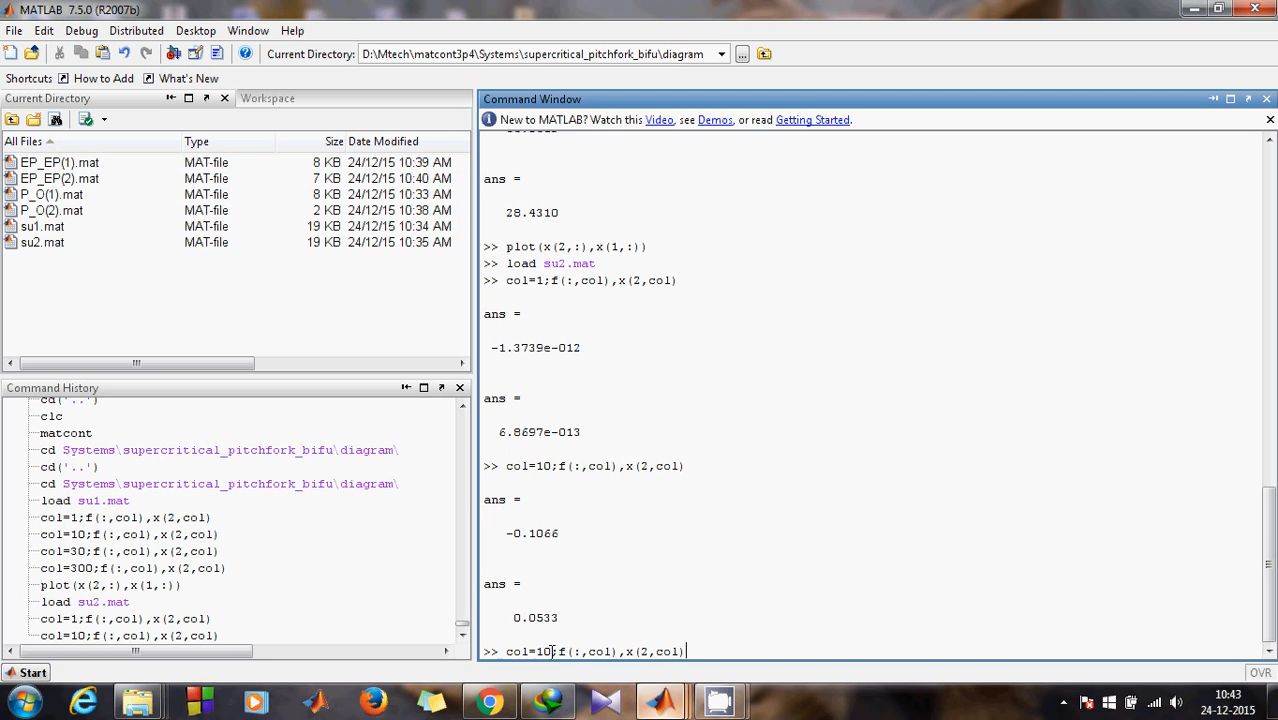 MATLAB 7.5.0 (R2007b)
File Edit Debug Distributed Desktop Window Help
Current Directory: D:\Mtech\matcont3p4\Systems\supercritical_pitchfork_bifu\diagram
Shortcuts How to Add What's New
Current Directory
Workspace
All Files Type Size Date Modified
EP_EP(1).mat MAT-file 8 KB 24/12/15 10:39 AM
EP_EP(2).mat MAT-file 7 KB 24/12/15 10:40 AM
P_O(1).mat MAT-file 8 KB 24/12/15 10:33 AM
P_O(2).mat MAT-file 2 KB 24/12/15 10:38 AM
su1.mat MAT-file 19 KB 24/12/15 10:34 AM
su2.mat MAT-file 19 KB 24/12/15 10:35 AM
Command History
cd('..')
clc
matcont
cd Systems\supercritical_pitchfork_bifu\diagram\
cd('..')
cd Systems\supercritical_pitchfork_bifu\diagram\
load su1.mat
col=1;f(:,col),x(2,col)
col=10;f(:,col),x(2,col)
col=30;f(:,col),x(2,col)
col=300;f(:,col),x(2,col)
plot(x(2,:),x(1,:))
load su2.mat
col=1;f(:,col),x(2,col)
col=10;f(:,col),x(2,col)
Command Window
New to MATLAB? Watch this Video, see Demos, or read Getting Started.
ans =
28.4310
>> plot(x(2,:),x(1,:))
>> load su2.mat
>> col=1;f(:,col),x(2,col)
ans =
-1.3739e-012
ans =
6.8697e-013
>> col=10;f(:,col),x(2,col)
ans =
-0.1066
ans =
0.0533
>> col=10;f(:,col),x(2,col)
Start
OVR
10:43
24-12-2015